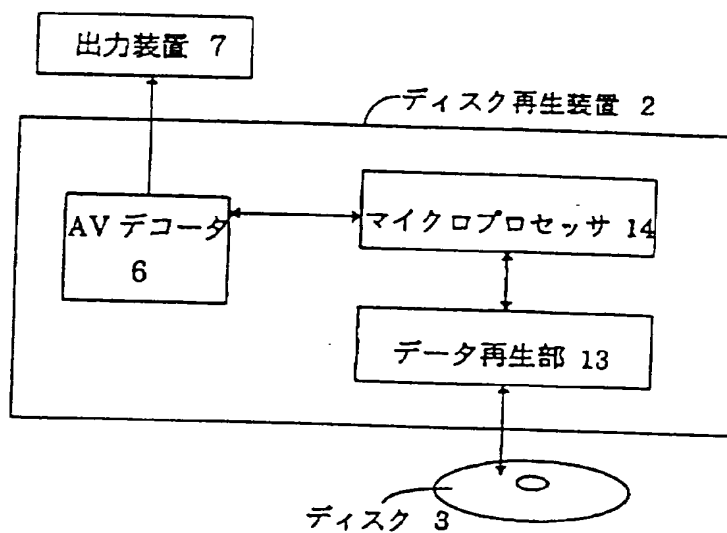 出力装置 7
ディスク再生装置 2
AV デコータ
6
マイクロプロセッサ 14
データ再生部 13
ディスク 3